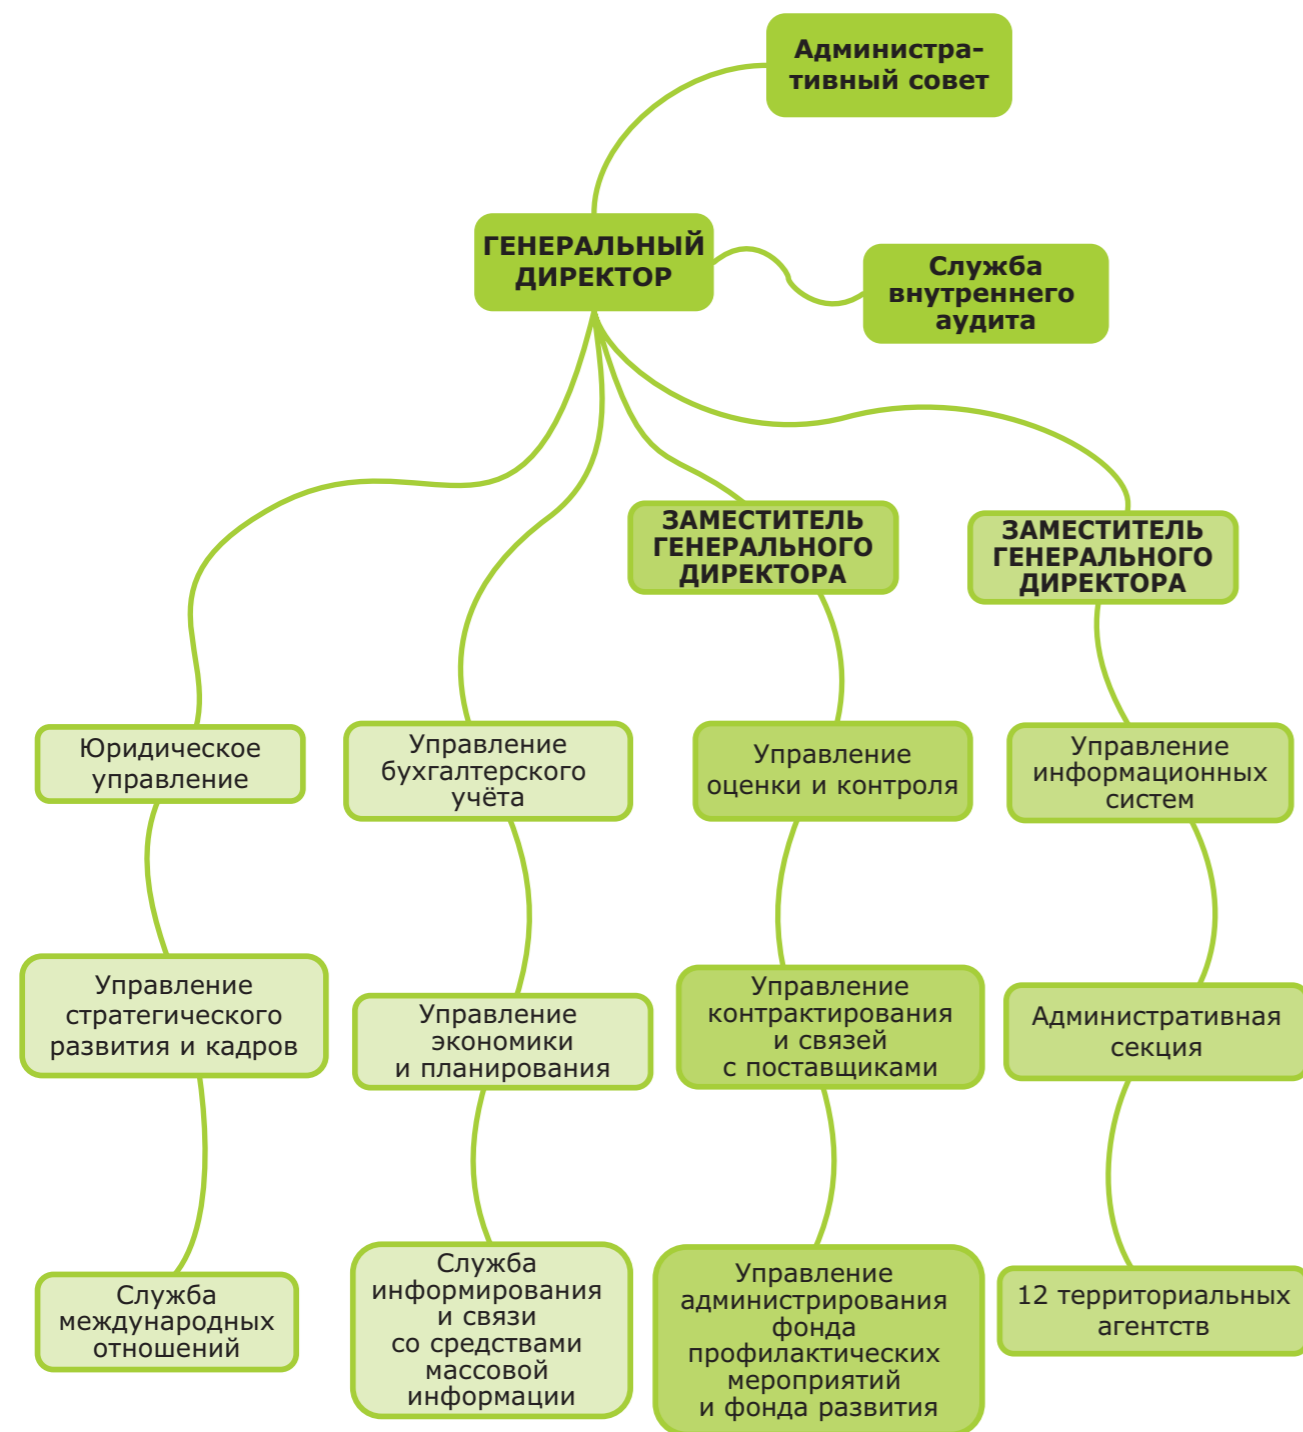 Администра-
тивный совет
ГЕНЕРАЛЬНЫЙ
ДИРЕКТОР
Служба
внутреннего
аудита
ЗАМЕСТИТЕЛЬ
ГЕНЕРАЛЬНОГО
ДИРЕКТОРА
ЗАМЕСТИТЕЛЬ
ГЕНЕРАЛЬНОГО
ДИРЕКТОРА
Юридическое
управление
Управление
бухгалтерского
учёта
Управление
оценки и контроля
Управление
информационных
систем
Управление
стратегического
развития и кадров
Управление
экономики
и планирования
Управление
контрактирования
и связей
с поставщиками
Административная
секция
Служба
международных
отношений
Служба
информирования
и связи
со средствами
массовой
информации
Управление
администрирования
фонда
профилактических
мероприятий
и фонда развития
12 территориальных
агентств